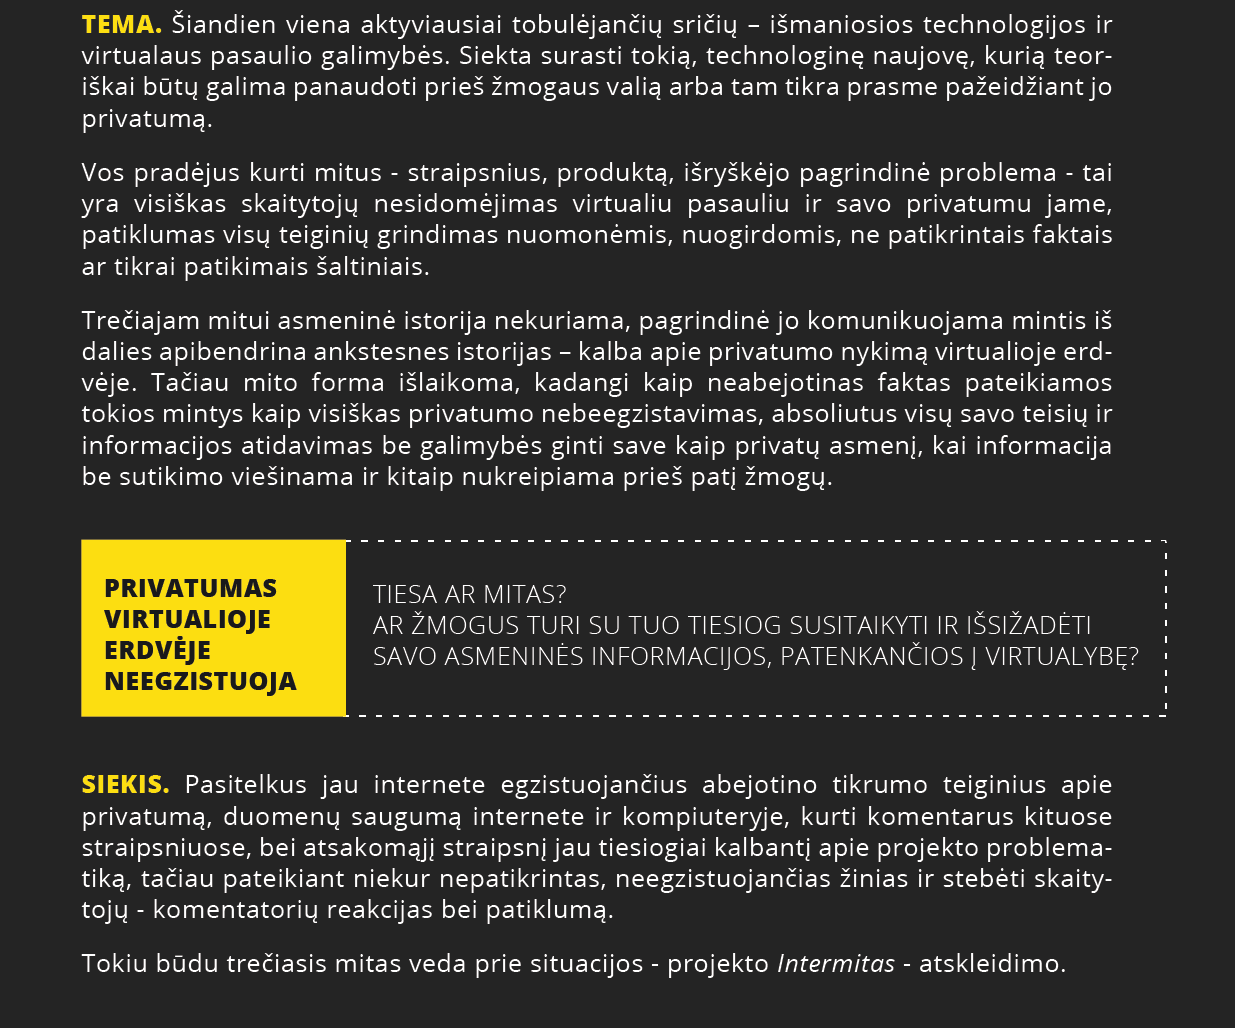 TEMA. Šiandien viena aktyviausiai tobulėjančių sričių – išmaniosios technologijos ir
virtualaus pasaulio galimybės. Siekta surasti tokią, technologinę naujovę, kurią teor-
iškai būtų galima panaudoti prieš žmogaus valią arba tam tikra prasme pažeidžiant jo
privatumą.
Vos pradėjus kurti mitus - straipsnius, produktą, išryškėjo pagrindinė problema - tai
yra visiškas skaitytojų nesidomėjimas virtualiu pasauliu ir savo privatumu jame,
patiklumas visų teiginių grindimas nuomonėmis, nuogirdomis, ne patikrintais faktais
ar tikrai patikimais šaltiniais.
Trečiajam mitui asmeninė istorija nekuriama, pagrindinė jo komunikuojama mintis iš
dalies apibendrina ankstesnes istorijas – kalba apie privatumo nykimą virtualioje erd-
vėje. Tačiau mito forma išlaikoma, kadangi kaip neabejotinas faktas pateikiamos
tokios mintys kaip visiškas privatumo nebeegzistavimas, absoliutus visų savo teisių ir
informacijos atidavimas be galimybės ginti save kaip privatų asmenį, kai informacija
be sutikimo viešinama ir kitaip nukreipiama prieš patį žmogų.
PRIVATUMAS
VIRTUALIOJE
ERDVĖJE
NEEGZISTUOJA
TIESA AR MITAS?
AR ŽMOGUS TURI SU TUO TIESIOG SUSITAIKYTI IR IŠSIŽADĖTI
SAVO ASMENINĖS INFORMACIJOS, PATENKANČIOS Į VIRTUALYBĘ?
SIEKIS. Pasitelkus jau internete egzistuojančius abejotino tikrumo teiginius apie
privatumą, duomenų saugumą internete ir kompiuteryje, kurti komentarus kituose
straipsniuose, bei atsakomąjį straipsnį jau tiesiogiai kalbantį apie projekto problema-
tiką, tačiau pateikiant niekur nepatikrintas, neegzistuojančias žinias ir stebėti skaity-
tojų - komentatorių reakcijas bei patiklumą.
Tokiu būdu trečiasis mitas veda prie situacijos - projekto Intermitas - atskleidimo.